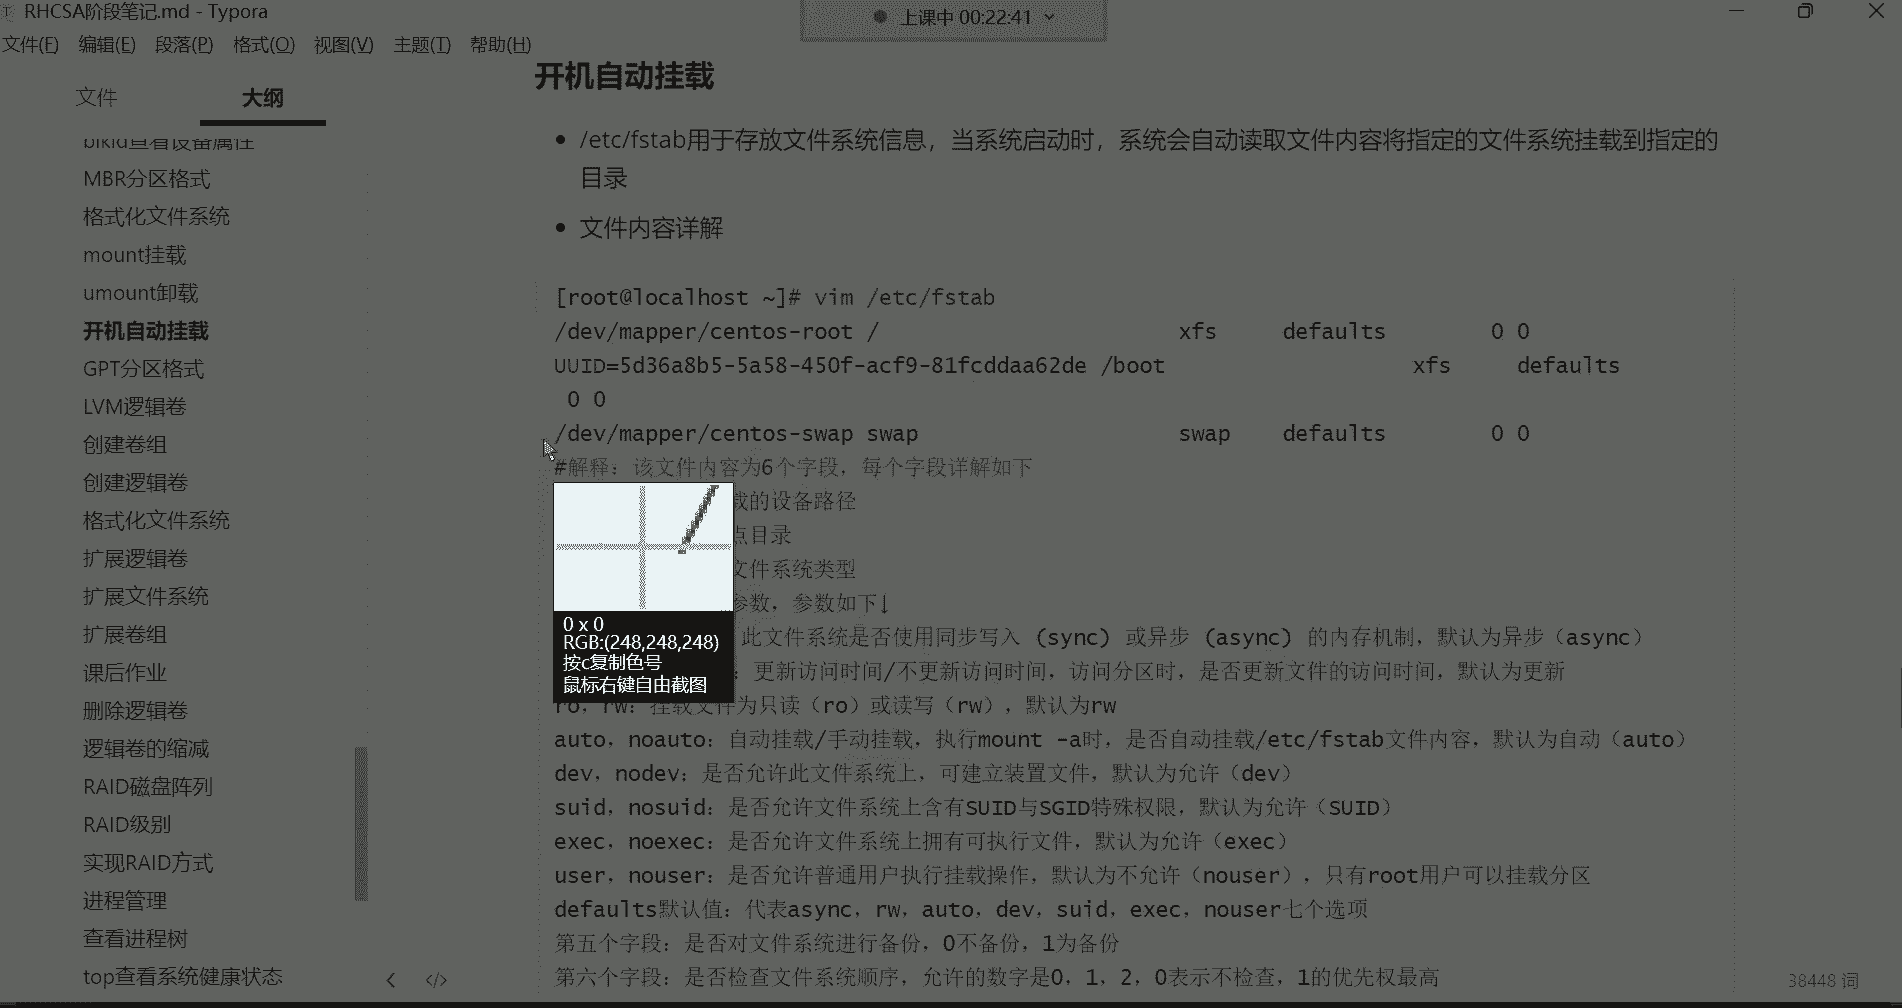 RHCSA阶段笔记.md - Typora
上课中 00:22:41
文件(F) 编辑(E) 段落(P) 格式(O) 视图(V) 主题(T) 帮助(H)
文件 大纲
blkid查看设备属性
MBR分区格式
格式化文件系统
mount挂载
umount卸载
开机自动挂载
GPT分区格式
LVM逻辑卷
创建卷组
创建逻辑卷
格式化文件系统
扩展逻辑卷
扩展文件系统
扩展卷组
课后作业
删除逻辑卷
逻辑卷的缩减
RAID磁盘阵列
RAID级别
实现RAID方式
进程管理
查看进程树
top查看系统健康状态
开机自动挂载
/etc/fstab用于存放文件系统信息，当系统启动时，系统会自动读取文件内容将指定的文件系统挂载到指定的
目录
文件内容详解
[root@localhost ~]# vim /etc/fstab
/dev/mapper/centos-root / xfs defaults 0 0
UUID=5d36a8b5-5a58-450f-acf9-81fcddaa62de /boot xfs defaults
0 0
/dev/mapper/centos-swap swap swap defaults 0 0
#解释：该文件内容为6个字段，每个字段详解如下
载的设备路径
点目录
文件系统类型
参数，参数如下↓
此文件系统是否使用同步写入 (sync) 或异步 (async) 的内存机制，默认为异步（async）
：更新访问时间/不更新访问时间，访问分区时，是否更新文件的访问时间，默认为更新
ro，rw：挂载文件为只读（ro）或读写（rw），默认为rw
auto，noauto：自动挂载/手动挂载，执行mount -a时，是否自动挂载/etc/fstab文件内容，默认为自动（auto）
dev，nodev：是否允许此文件系统上，可建立装置文件，默认为允许（dev）
suid，nosuid：是否允许文件系统上含有SUID与SGID特殊权限，默认为允许（SUID）
exec，noexec：是否允许文件系统上拥有可执行文件，默认为允许（exec）
user，nouser：是否允许普通用户执行挂载操作，默认为不允许（nouser），只有root用户可以挂载分区
defaults默认值：代表async，rw，auto，dev，suid，exec，nouser七个选项
第五个字段：是否对文件系统进行备份，0不备份，1为备份
第六个字段：是否检查文件系统顺序，允许的数字是0，1，2，0表示不检查，1的优先权最高
0 x 0
RGB:(248,248,248)
按c复制色号
鼠标右键自由截图
38448 词